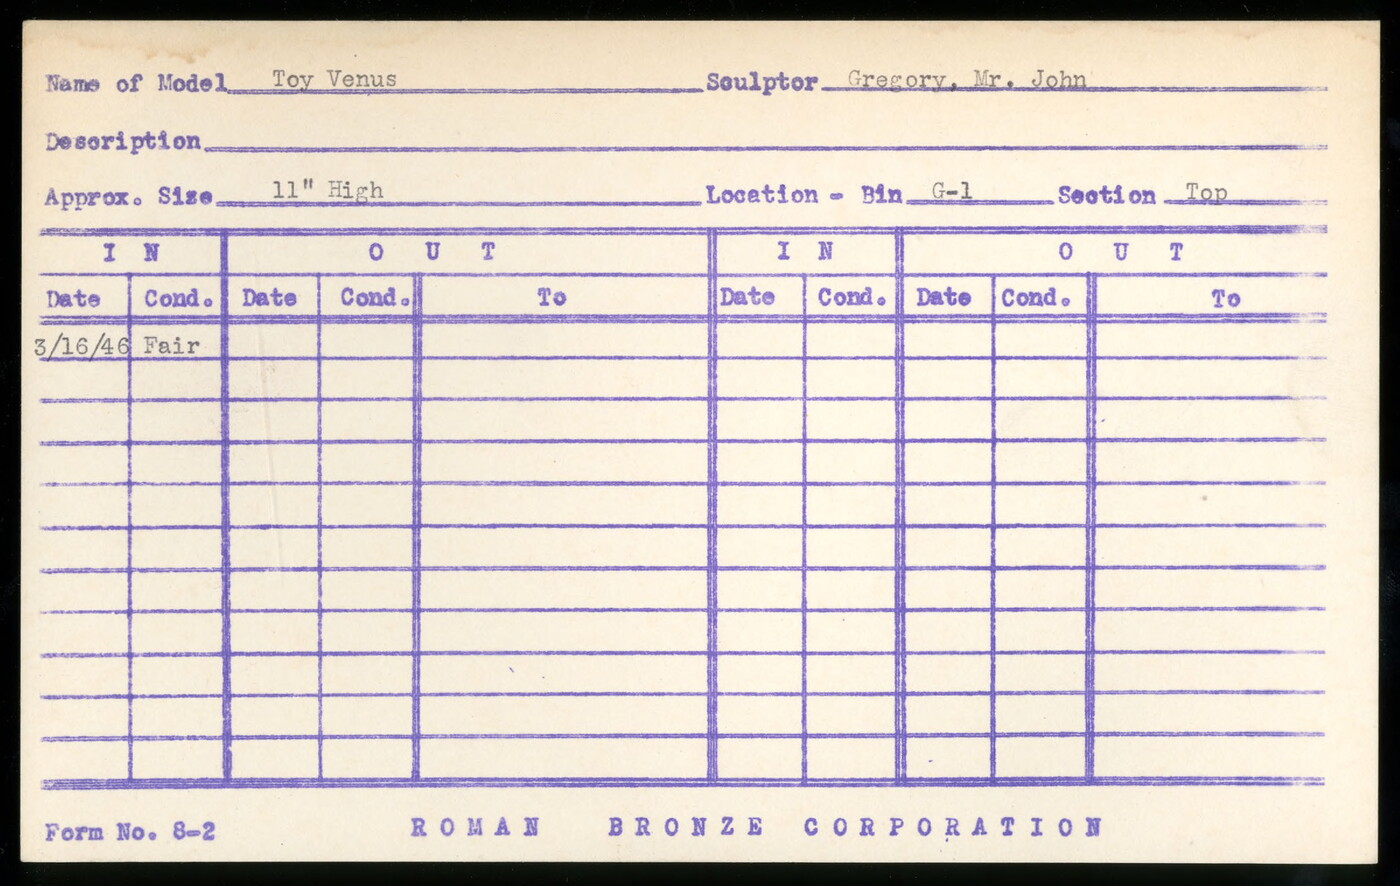 Name of Model Toy Venus Sculptor Gregory, Mr. John
Description
Approx. Size 11" High Location - Bin G-1 Section Top
I N O U T I N O U T
Date Cond. Date Cond. To Date Cond. Date Cond. To
3/16/46 Fair
Form No. S-2 ROMAN BRONZE CORPORATION